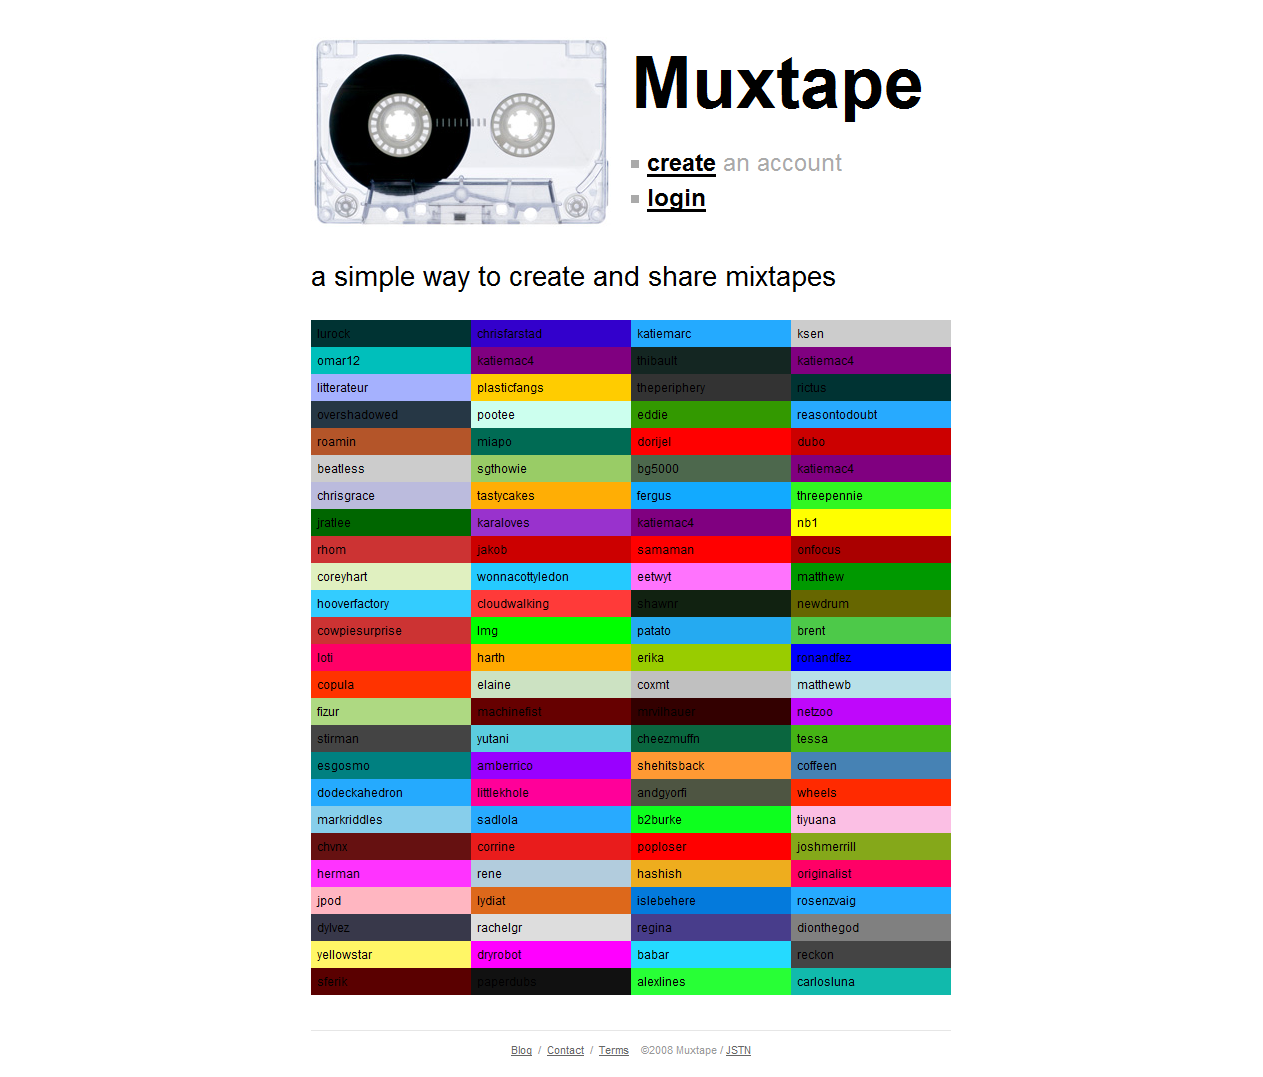 Muxtape
create an account
login
a simple way to create and share mixtapes
lurock chrisfarstad katiemarc ksen
omar12 katiemac4 thibault katiemac4
litterateur plasticfangs theperiphery rictus
overshadowed pootee eddie reasontodoubt
roamin miapo dorijel dubo
beatless sgthowie bg5000 katiemac4
chrisgrace tastycakes fergus threepennie
jratlee karaloves katiemac4 nb1
rhom jakob samaman onfocus
coreyhart wonnacottyledon eetwyt matthew
hooverfactory cloudwalking shawnr newdrum
cowpiesurprise lmg patato brent
loti harth erika ronandfez
copula elaine coxmt matthewb
fizur machinefist netzoo
stirman yutani cheezmuffn tessa
esgosmo amberrico shehitsback coffeen
dodeckahedron littlekhole andgyorfi wheels
markriddles sadlola b2burke tiyuana
chvnx corrine poploser joshmerrill
herman rene hashish originalist
jpod lydiat islebehere rosenzvaig
dylvez rachelgr regina dionthegod
yellowstar dryrobot babar reckon
paperdubs alexlines carlosluna
Blog / Contact / Terms ©2008 Muxtape / JSTN